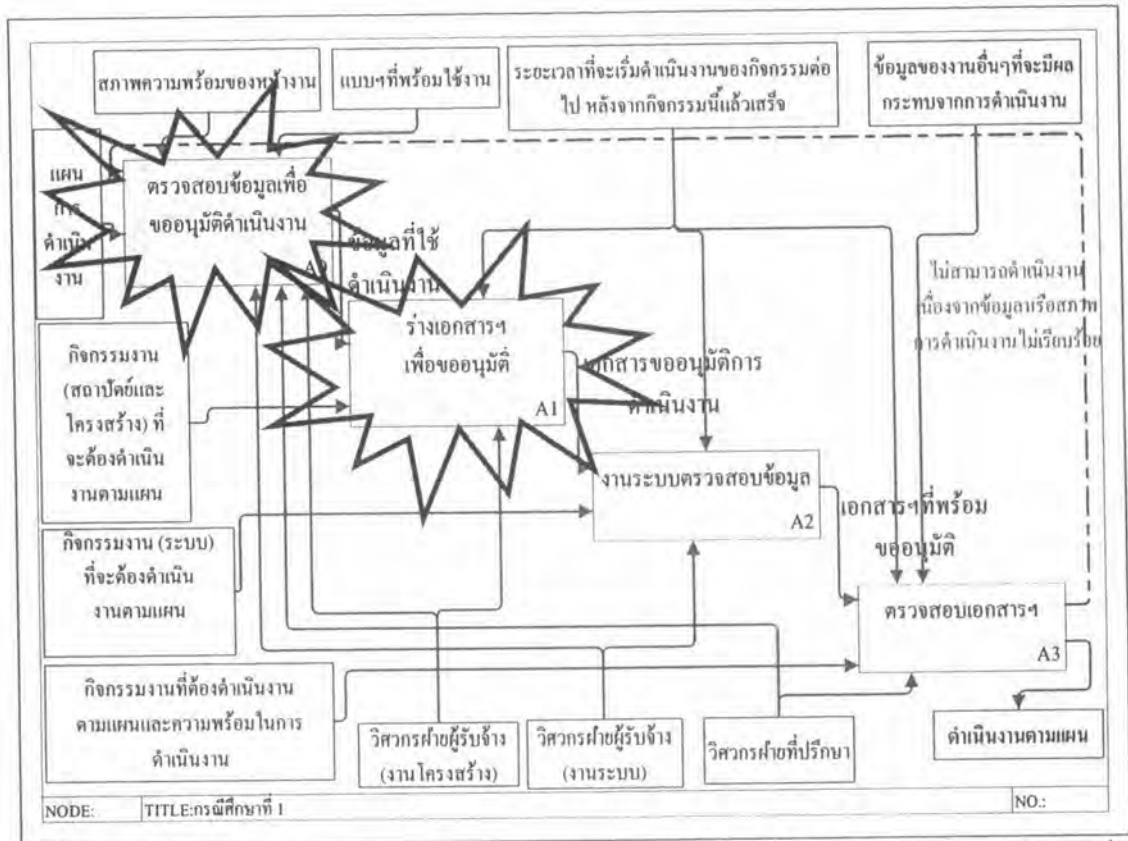 สภาพความพร้อมของหน้างาน
แบบฯที่พร้อมใช้งาน
ระยะเวลาที่จะเริ่มดำเนินงานของกิจกรรมต่อ
ไป หลังจากกิจกรรมนี้แล้วเสร็จ
ข้อมูลของงานอื่นๆที่จะมีผล
กระทบจากการดำเนินงาน
แผน
การ
ดำเนิน
งาน
ตรวจสอบข้อมูลเพื่อ
ขออนุมัติดำเนินงาน
ข้อมูลที่ใช้
ดำเนินงาน
ไม่สามารถดำเนินงาน
เนื่องจากข้อมูลหรือสภาพ
การดำเนินงานไม่เรียบร้อย
ร่างเอกสารฯ
เพื่อขออนุมัติ
A1
กิจกรรมงาน
(สถาปัตย์และ
โครงสร้าง) ที่
จะต้องดำเนิน
งานตามแผน
เอกสารขออนุมัติการ
ดำเนินงาน
งานระบบตรวจสอบข้อมูล
A2
เอกสารฯที่พร้อม
ขออนุมัติ
กิจกรรมงาน (ระบบ)
ที่จะต้องดำเนิน
งานตามแผน
ตรวจสอบเอกสารฯ
A3
กิจกรรมงานที่ต้องดำเนินงาน
ตามแผนและความพร้อมในการ
ดำเนินงาน
วิศวกรฝ่ายผู้รับจ้าง
(งานโครงสร้าง)
วิศวกรฝ่ายผู้รับจ้าง
(งานระบบ)
วิศวกรฝ่ายที่ปรึกษา
ดำเนินงานตามแผน
NODE:
TITLE:กรณีศึกษาที่ 1
NO.: